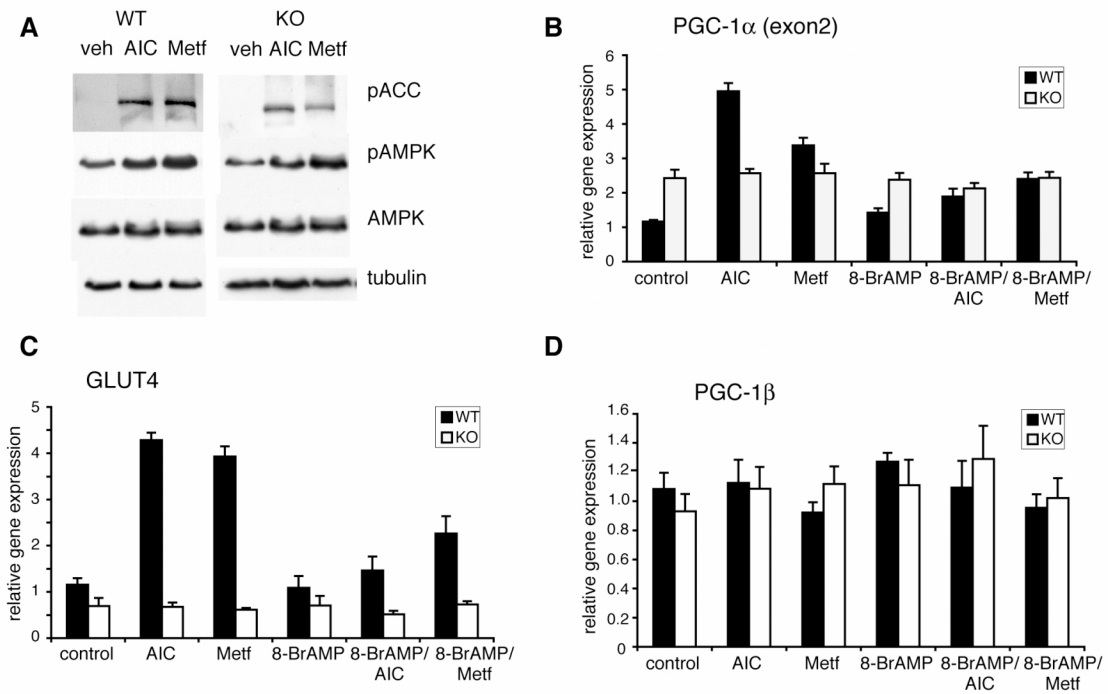 A
WT KO
veh AIC Metf veh AIC Metf
pACC
pAMPK
AMPK
tubulin
B
PGC-1α (exon2)
relative gene expression
6
5
4
3
2
1
0
WT
KO
control AIC Metf 8-BrAMP 8-BrAMP/ 8-BrAMP/
AIC Metf
C
GLUT4
relative gene expression
5
4
3
2
1
0
WT
KO
control AIC Metf 8-BrAMP 8-BrAMP/ 8-BrAMP/
AIC Metf
D
PGC-1β
relative gene expression
1.6
1.4
1.2
1.0
0.8
0.6
0.4
0.2
0
WT
KO
control AIC Metf 8-BrAMP 8-BrAMP/ 8-BrAMP/
AIC Metf